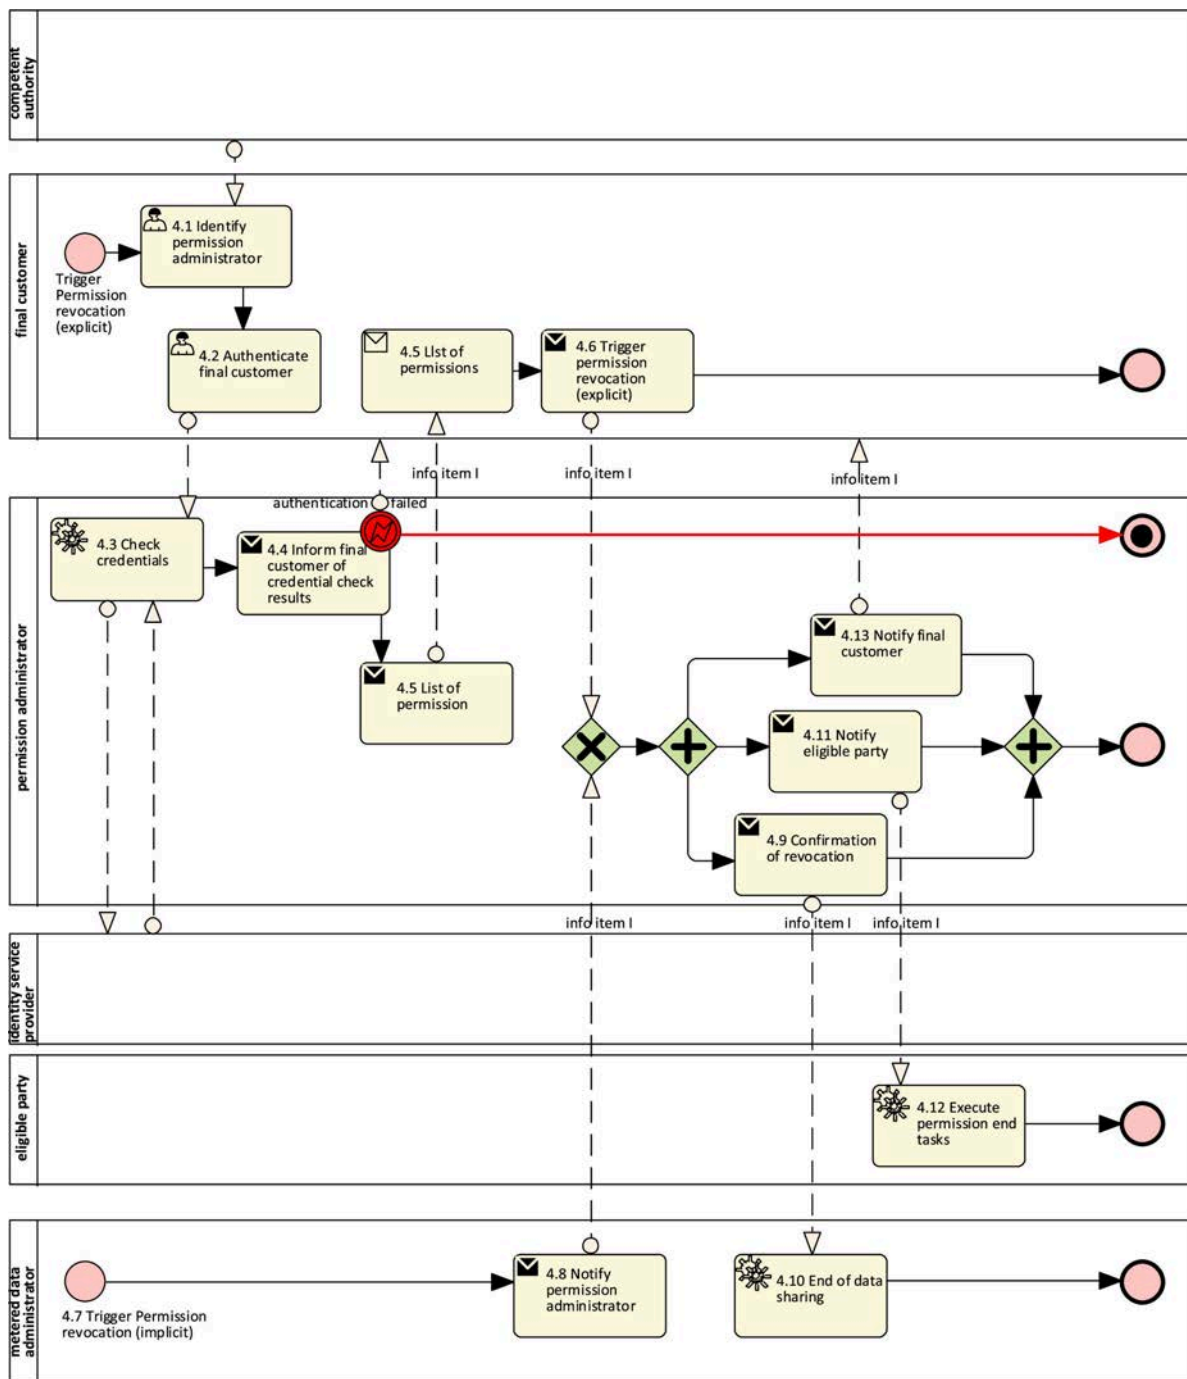 competent
authority
final customer
4.1 Identify
permission
administrator
Trigger
Permission
revocation
(explicit)
4.2 Authenticate
final customer
4.5 LIst of
permissions
4.6 Trigger
permission
revocation
(explicit)
info item I
info item I
info item I
permission administrator
authentication failed
4.3 Check
credentials
4.4 Inform final
customer of
credential check
results
4.5 List of
permission
4.13 Notify final
customer
4.11 Notify
eligible party
4.9 Confirmation
of revocation
info item I
info item I
info item I
identity service
provider
eligible party
4.12 Execute
permission end
tasks
metered data
administrator
4.7 Trigger Permission
revocation (implicit)
4.8 Notify
permission
administrator
4.10 End of data
sharing